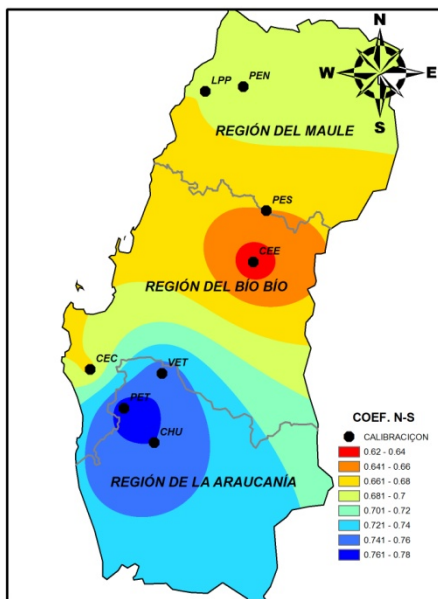 N
W E
S
LPP PEN
REGIÓN DEL MAULE
PES
CEE
REGIÓN DEL BÍO BÍO
CEC
VET
PET
CHU
REGIÓN DE LA ARAUCANÍA
COEF. N-S
CALIBRACIÇON
0.62 - 0.64
0.641 - 0.66
0.661 - 0.68
0.681 - 0.7
0.701 - 0.72
0.721 - 0.74
0.741 - 0.76
0.761 - 0.78